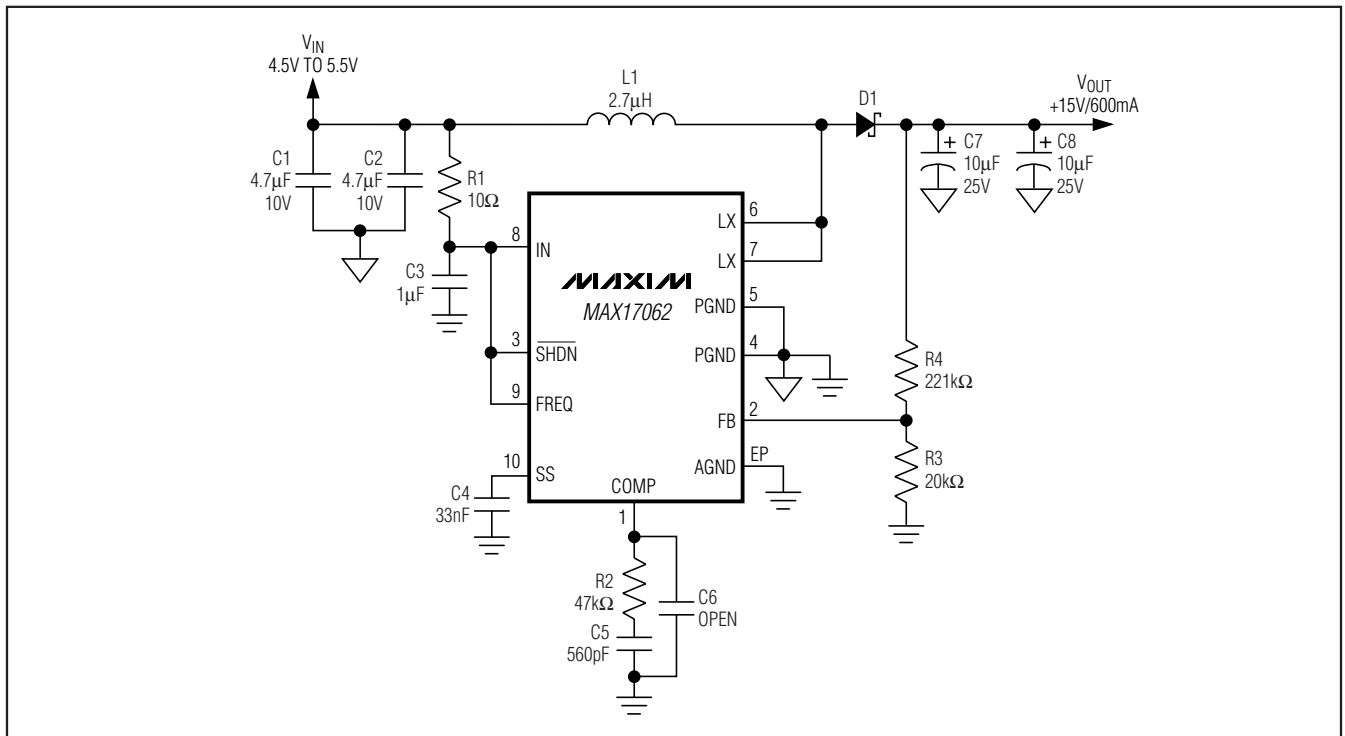 VIN
4.5V TO 5.5V
L1
2.7µH
D1
VOUT
+15V/600mA
C1
4.7µF
10V
C2
4.7µF
10V
R1
10Ω
+
C7
10µF
25V
+
C8
10µF
25V
8
IN
C3
1µF
MAXIM
MAX17062
LX
6
LX
7
PGND
5
PGND
4
3
SHDN
9
FREQ
R4
221kΩ
FB
2
10
SS
AGND
EP
R3
20kΩ
C4
33nF
COMP
1
R2
47kΩ
C6
OPEN
C5
560pF